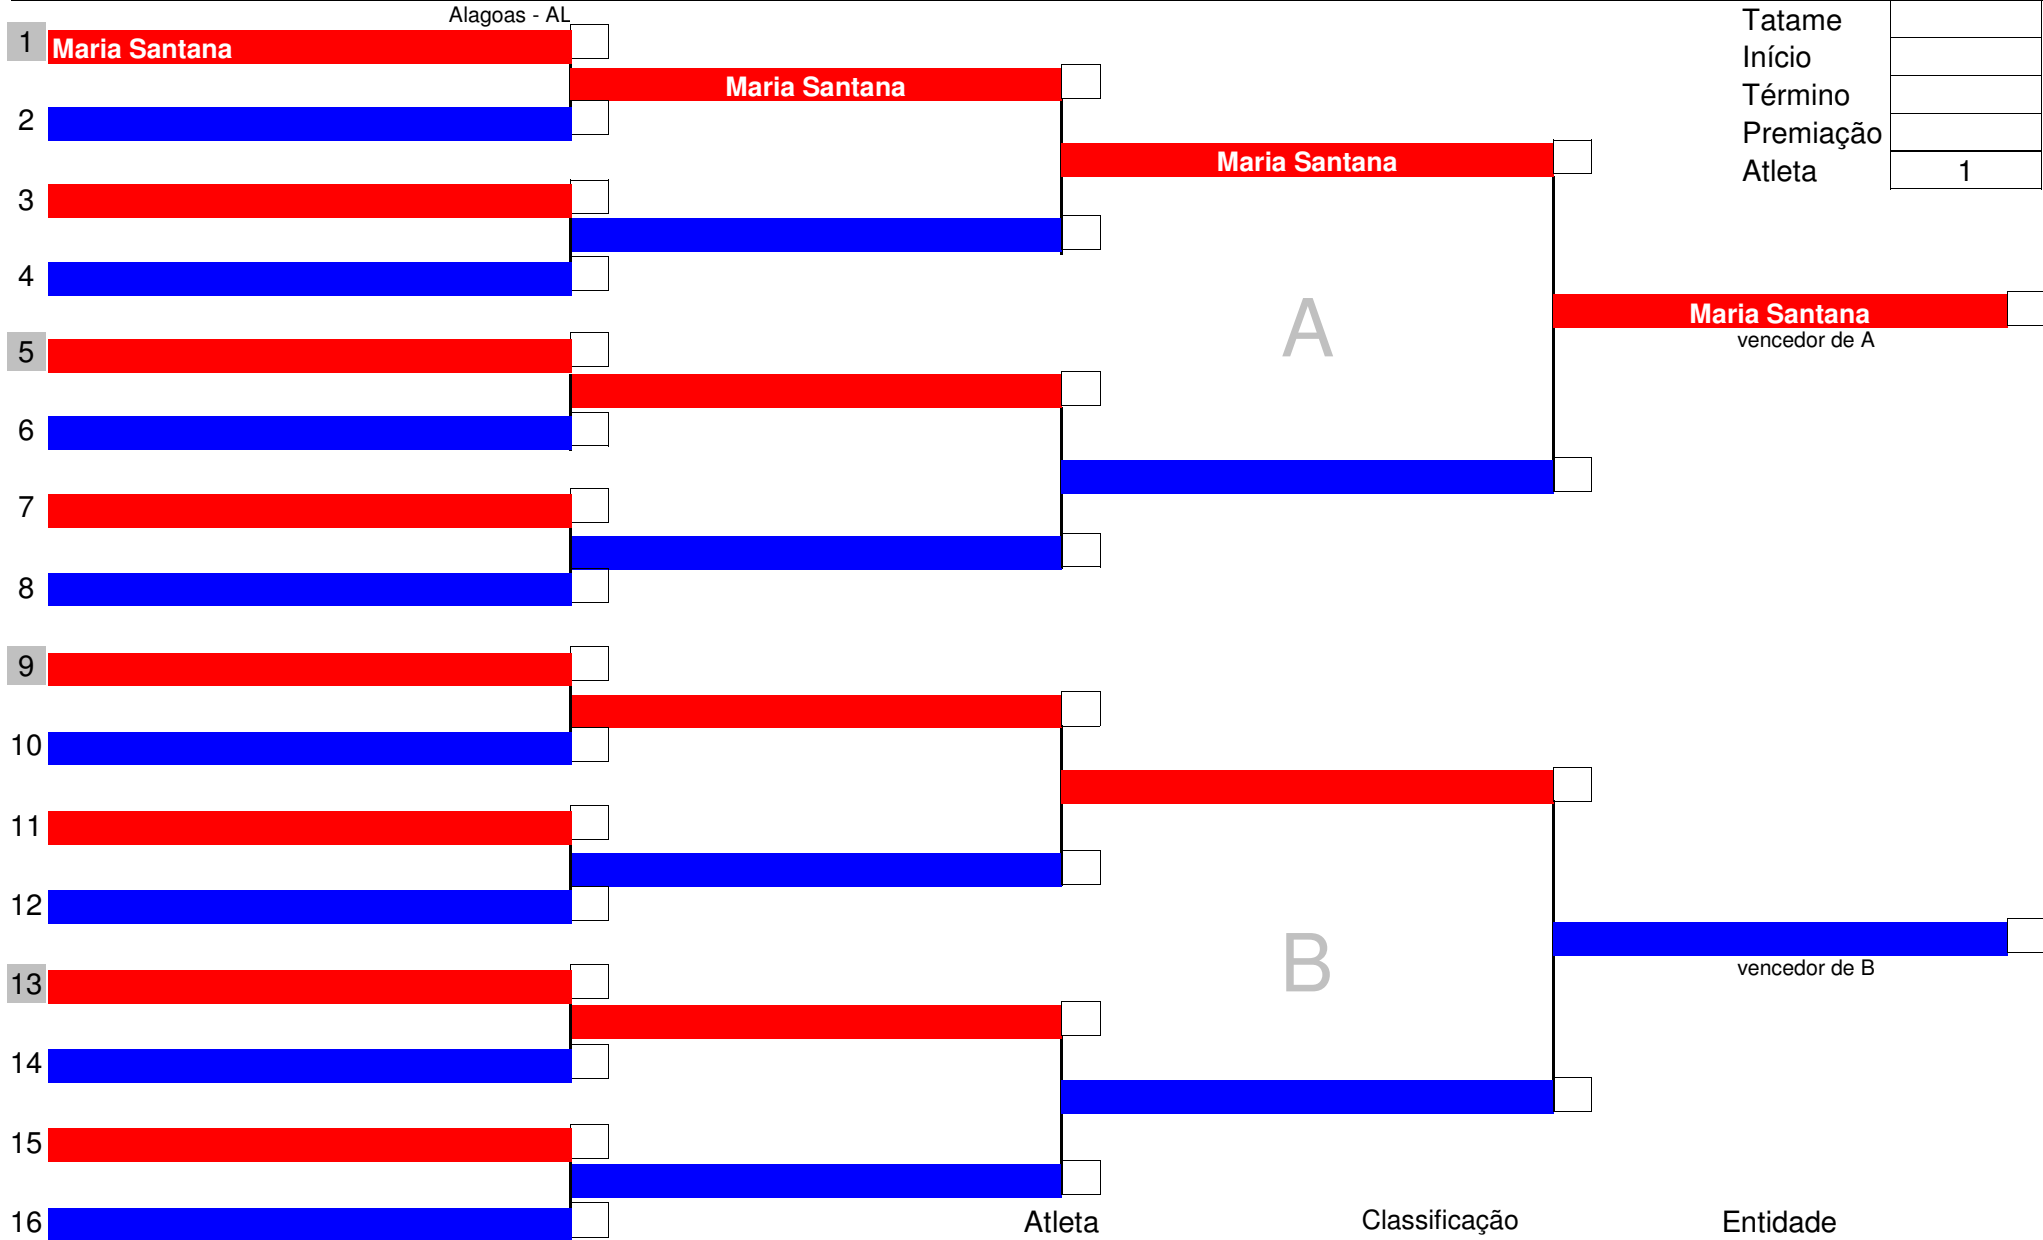 Alagoas - AL
Tatame
1
Maria Santana
Início
Maria Santana
Término
2
Premiação
Maria Santana
Atleta 1
3
4
Maria Santana
A
vencedor de A
5
6
7
8
9
10
11
12
B
vencedor de B
13
14
15
16
Atleta Classificação Entidade